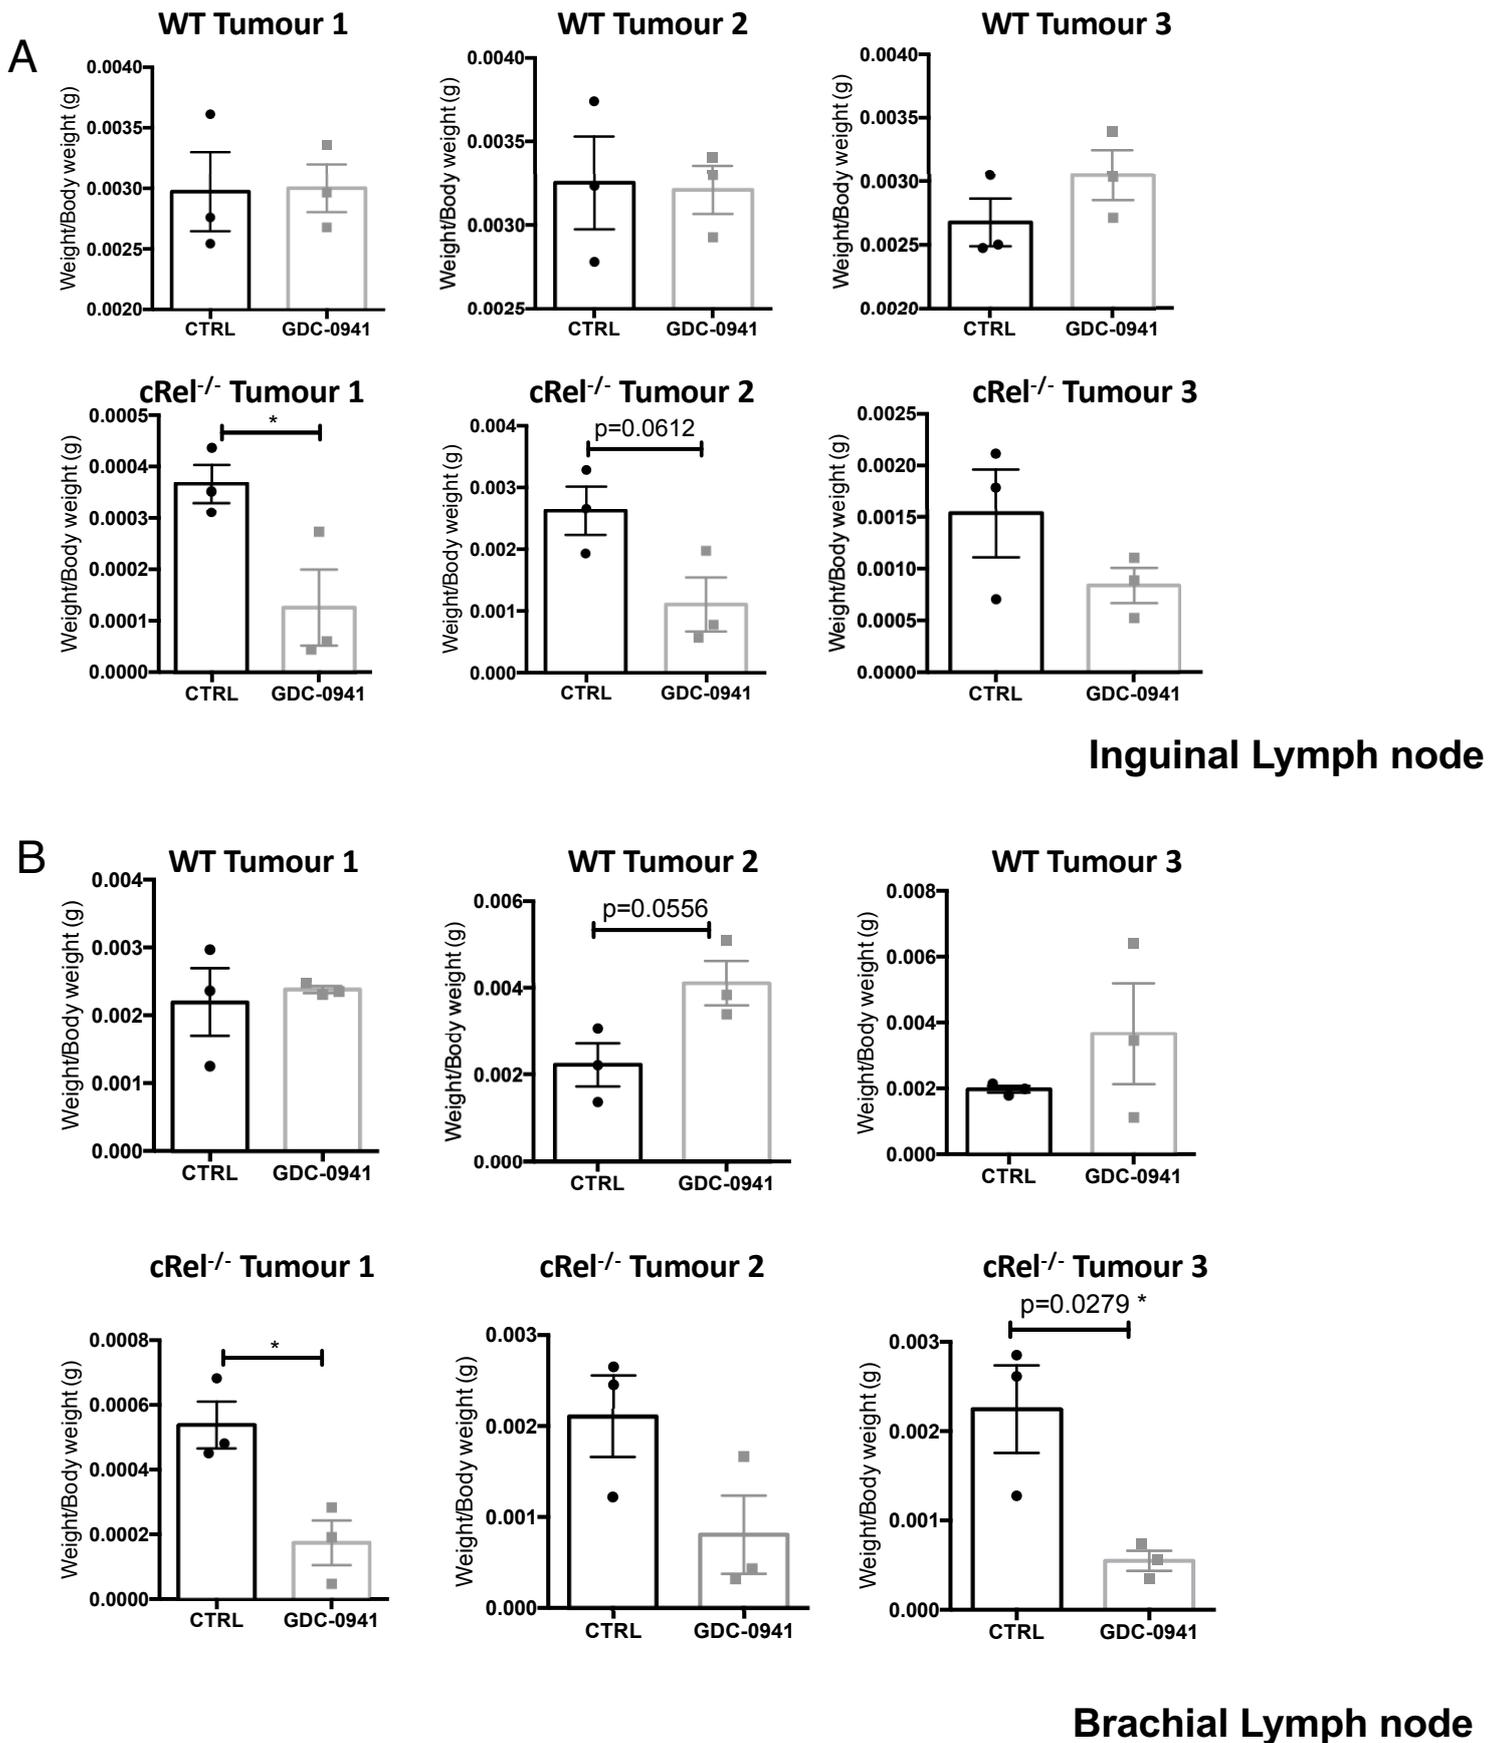 A
WT Tumour 1
Weight/Body weight (g)
0.0040
0.0035
0.0030
0.0025
0.0020
CTRL GDC-0941
WT Tumour 2
Weight/Body weight (g)
0.0040
0.0035
0.0030
0.0025
CTRL GDC-0941
WT Tumour 3
Weight/Body weight (g)
0.0040
0.0035
0.0030
0.0025
0.0020
CTRL GDC-0941
cRel-/- Tumour 1
Weight/Body weight (g)
*
0.0005
0.0004
0.0003
0.0002
0.0001
0.0000
CTRL GDC-0941
cRel-/- Tumour 2
Weight/Body weight (g)
p=0.0612
0.004
0.003
0.002
0.001
0.000
CTRL GDC-0941
cRel-/- Tumour 3
Weight/Body weight (g)
0.0025
0.0020
0.0015
0.0010
0.0005
0.0000
CTRL GDC-0941
Inguinal Lymph node
B
WT Tumour 1
Weight/Body weight (g)
0.004
0.003
0.002
0.001
0.000
CTRL GDC-0941
WT Tumour 2
Weight/Body weight (g)
p=0.0556
0.006
0.004
0.002
0.000
CTRL GDC-0941
WT Tumour 3
Weight/Body weight (g)
0.008
0.006
0.004
0.002
0.000
CTRL GDC-0941
cRel-/- Tumour 1
Weight/Body weight (g)
*
0.0008
0.0006
0.0004
0.0002
0.0000
CTRL GDC-0941
cRel-/- Tumour 2
Weight/Body weight (g)
0.003
0.002
0.001
0.000
CTRL GDC-0941
cRel-/- Tumour 3
p=0.0279 *
Weight/Body weight (g)
0.003
0.002
0.001
0.000
CTRL GDC-0941
Brachial Lymph node